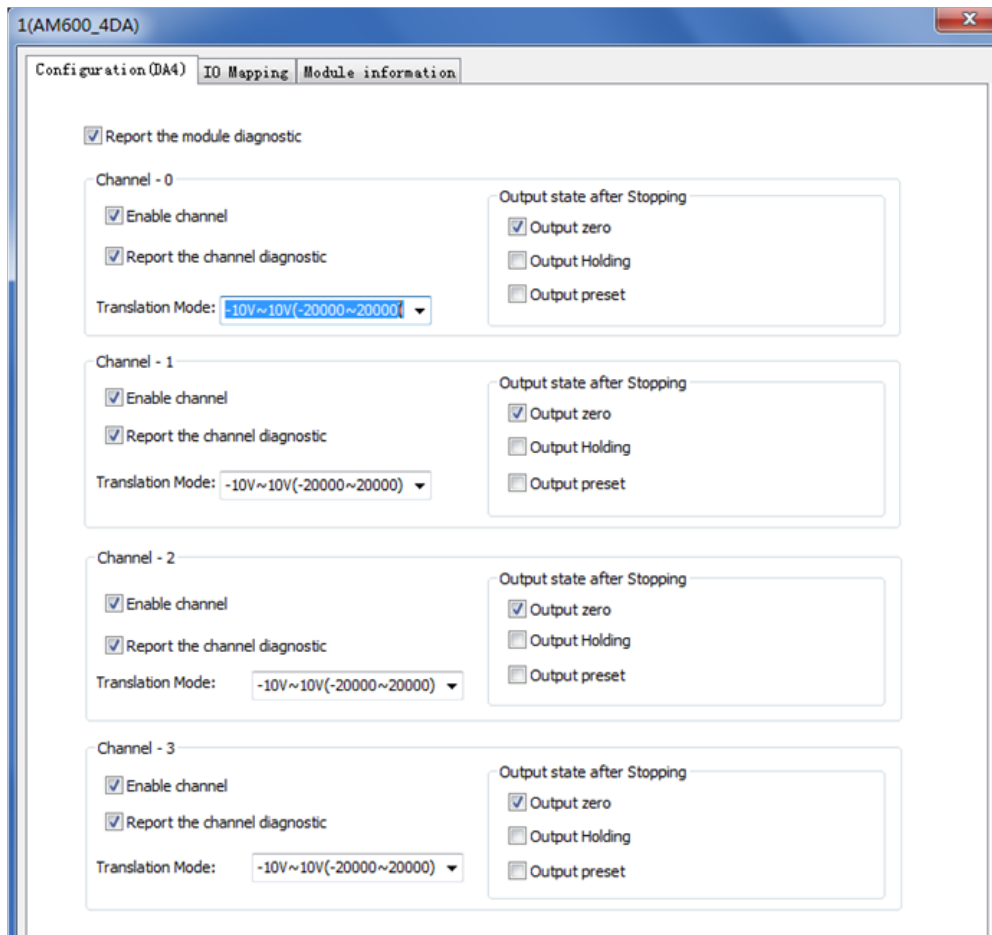 1(AM600_4DA)
Configuration(DA4) IO Mapping Module information
Report the module diagnostic
Channel - 0
Enable channel
Report the channel diagnostic
Translation Mode: -10V~10V(-20000~20000)
Output state after Stopping
Output zero
Output Holding
Output preset
Channel - 1
Enable channel
Report the channel diagnostic
Translation Mode: -10V~10V(-20000~20000)
Output state after Stopping
Output zero
Output Holding
Output preset
Channel - 2
Enable channel
Report the channel diagnostic
Translation Mode: -10V~10V(-20000~20000)
Output state after Stopping
Output zero
Output Holding
Output preset
Channel - 3
Enable channel
Report the channel diagnostic
Translation Mode: -10V~10V(-20000~20000)
Output state after Stopping
Output zero
Output Holding
Output preset